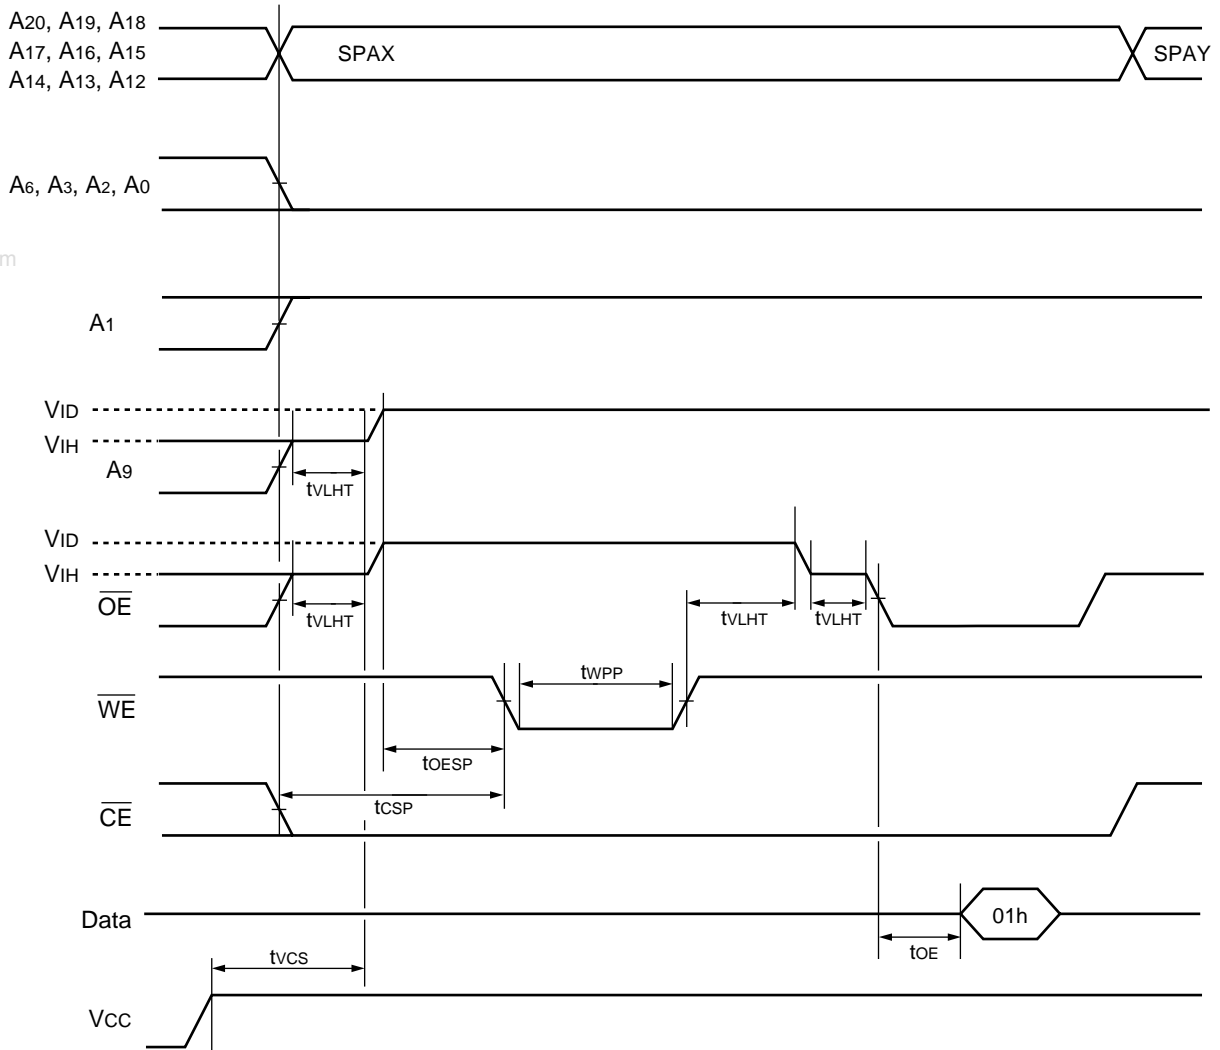 A20, A19, A18
A17, A16, A15
A14, A13, A12
SPAX
SPAY
A6, A3, A2, A0
m
A1
VID
VIH
A9
tVLHT
VID
VIH
OE
tVLHT
tVLHT
tVLHT
tWPP
WE
tOESP
tCSP
CE
Data
01h
tOE
tVCS
VCC